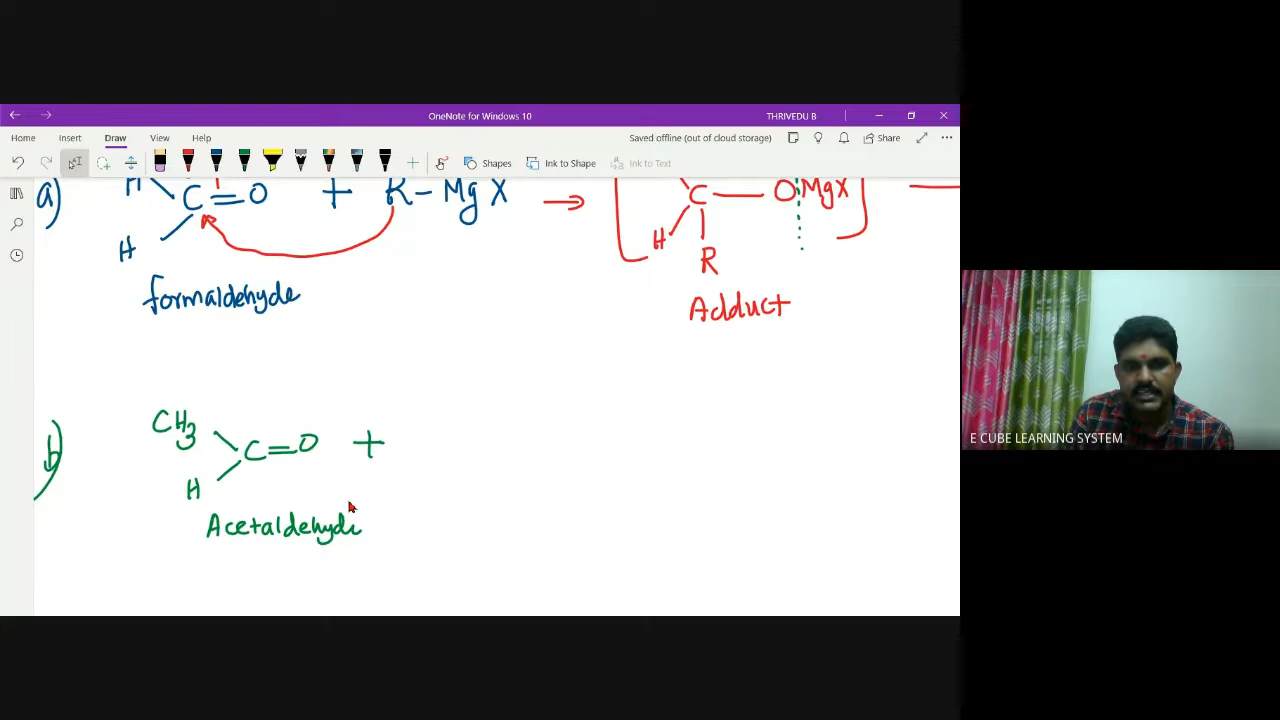 OneNote for Windows 10
THRIVEDU B
Home Insert Draw View Help
Saved offline (out of cloud storage)
Share
Shapes
Ink to Shape
Ink to Text
a) H C=O + R-MgX → C-OMgX
H
H
R
formaldehyde
Adduct
b) CH3 C=O +
H
Acetaldehyde
E CUBE LEARNING SYSTEM